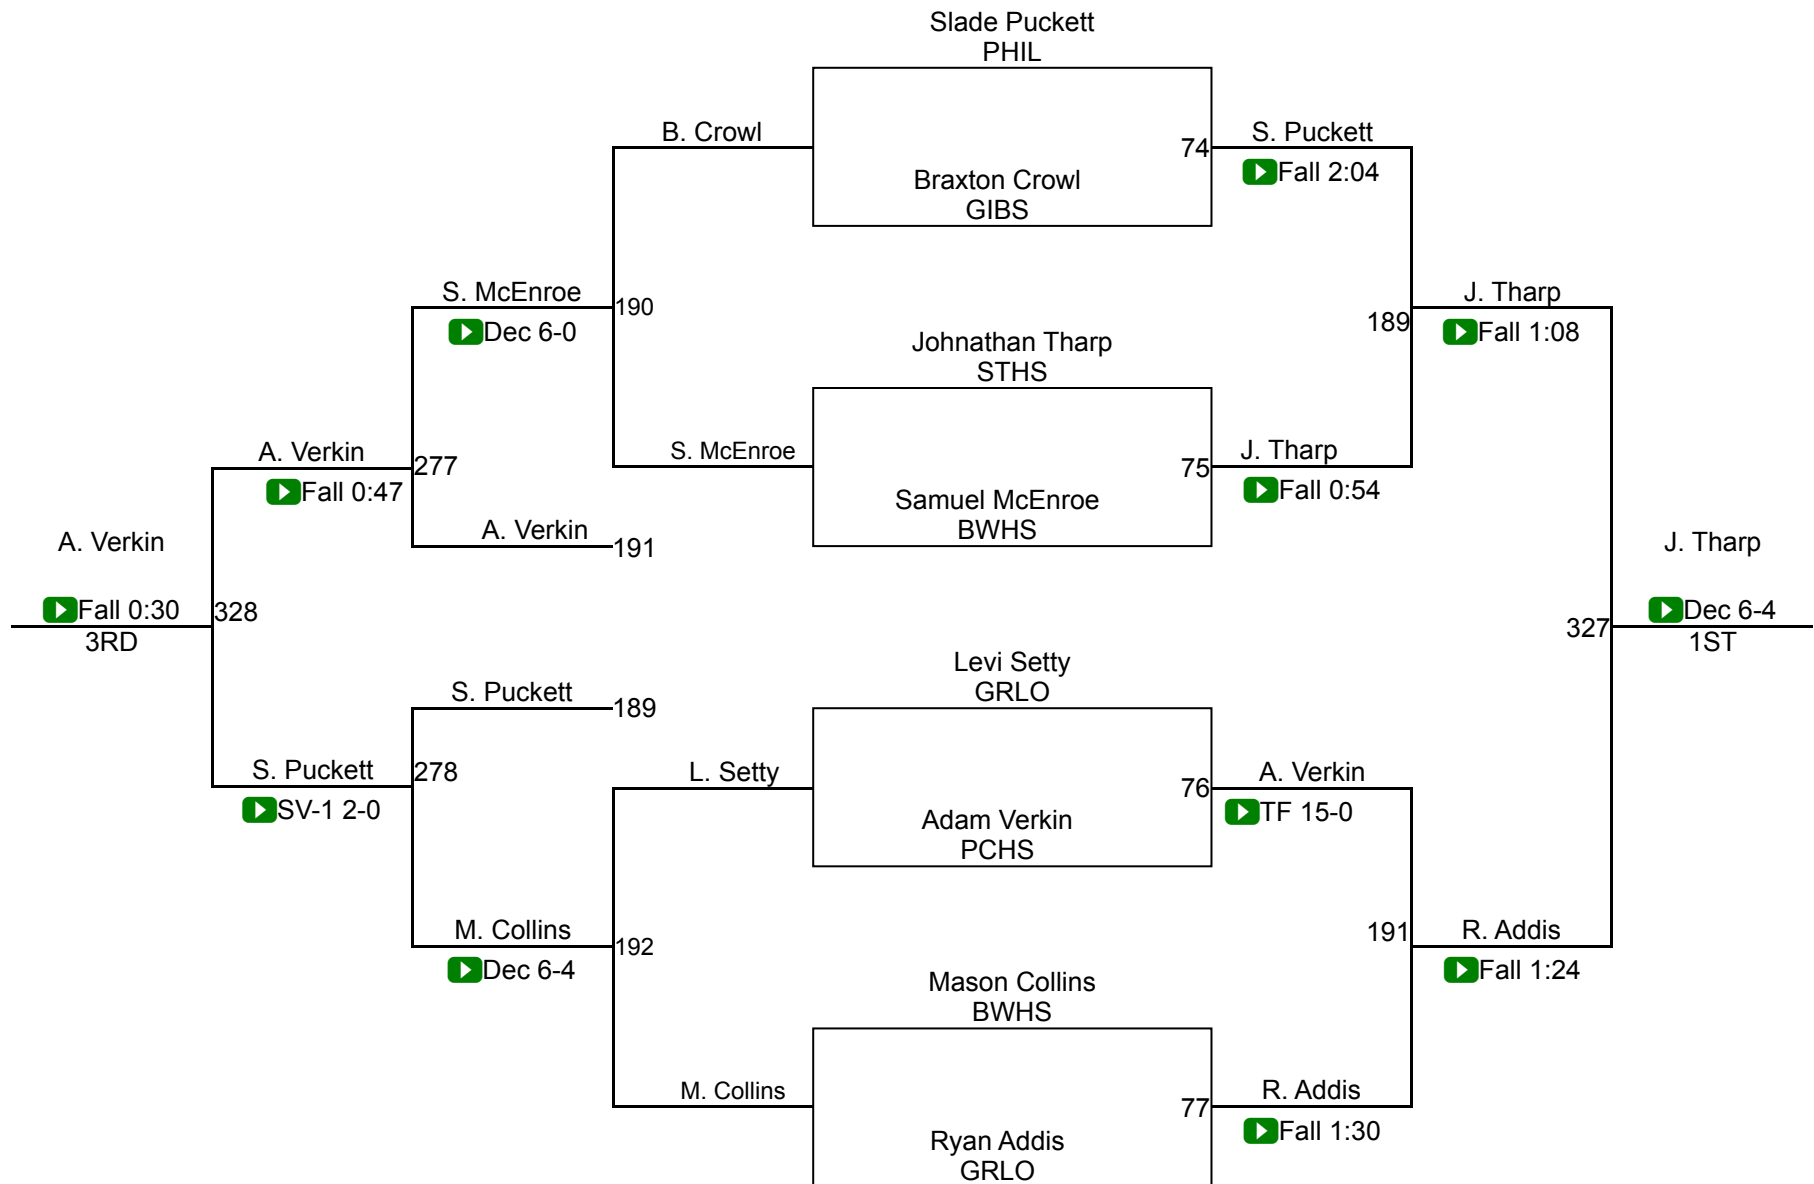 Slade Puckett
PHIL
B. Crowl
74
S. Puckett
Fall 2:04
Braxton Crowl
GIBS
S. McEnroe
190
Dec 6-0
J. Tharp
189
Fall 1:08
Johnathan Tharp
STHS
A. Verkin
277
Fall 0:47
S. McEnroe
75
J. Tharp
Fall 0:54
Samuel McEnroe
BWHS
A. Verkin
191
A. Verkin
Fall 0:30
328
3RD
J. Tharp
327
Dec 6-4
1ST
Levi Setty
GRLO
S. Puckett
189
S. Puckett
278
SV-1 2-0
L. Setty
76
A. Verkin
TF 15-0
Adam Verkin
PCHS
M. Collins
192
Dec 6-4
191
R. Addis
Fall 1:24
Mason Collins
BWHS
M. Collins
77
R. Addis
Fall 1:30
Ryan Addis
GRLO